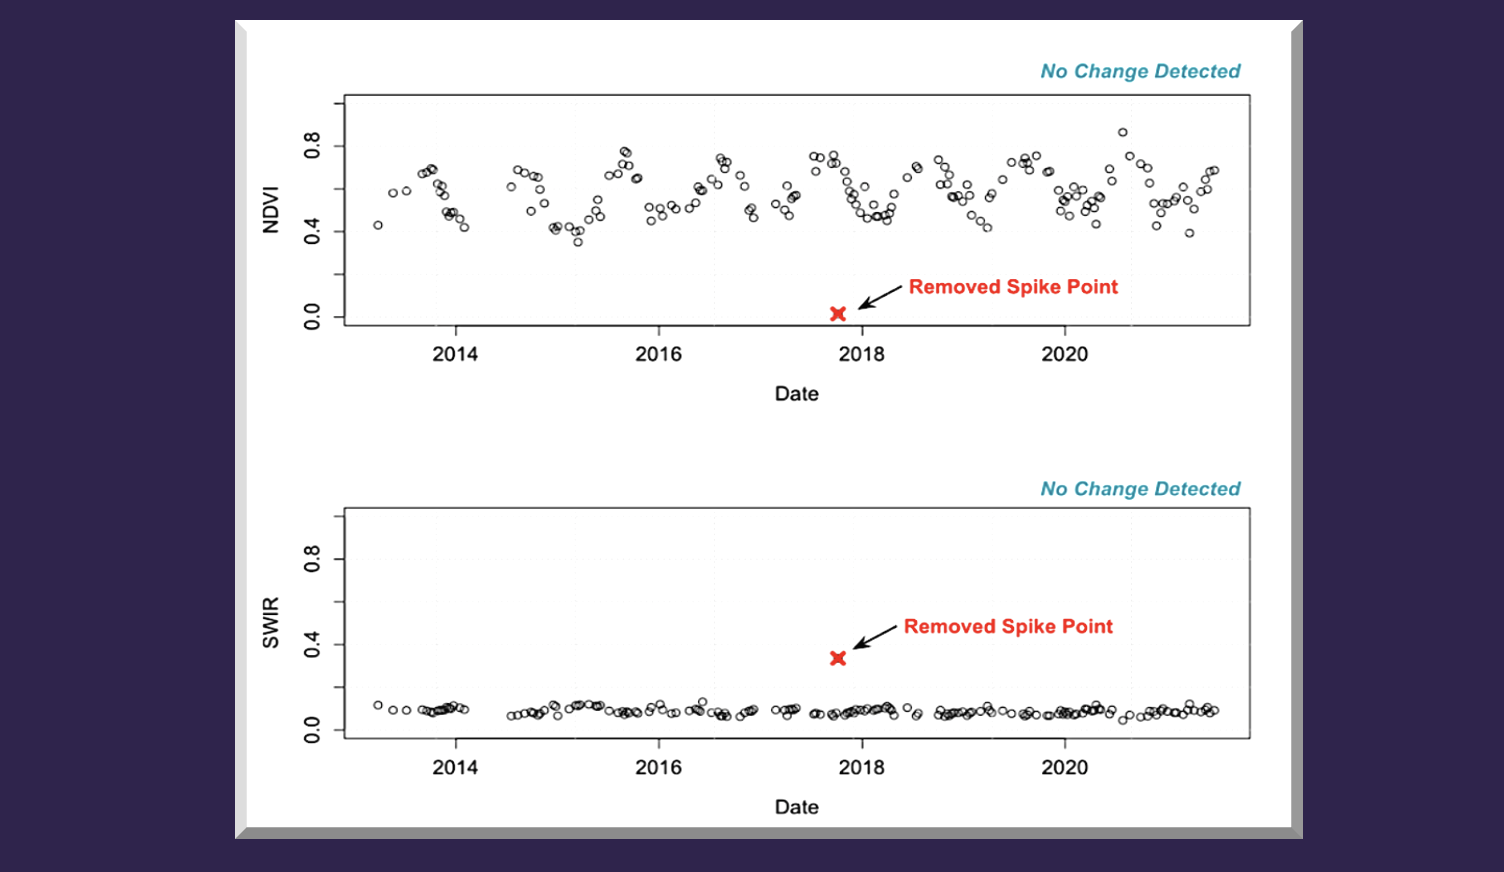 No Change Detected
NDVI
0.8
0.4
0.0
Removed Spike Point
2014 2016 2018 2020
Date
No Change Detected
SWIR
0.8
0.4
0.0
Removed Spike Point
2014 2016 2018 2020
Date